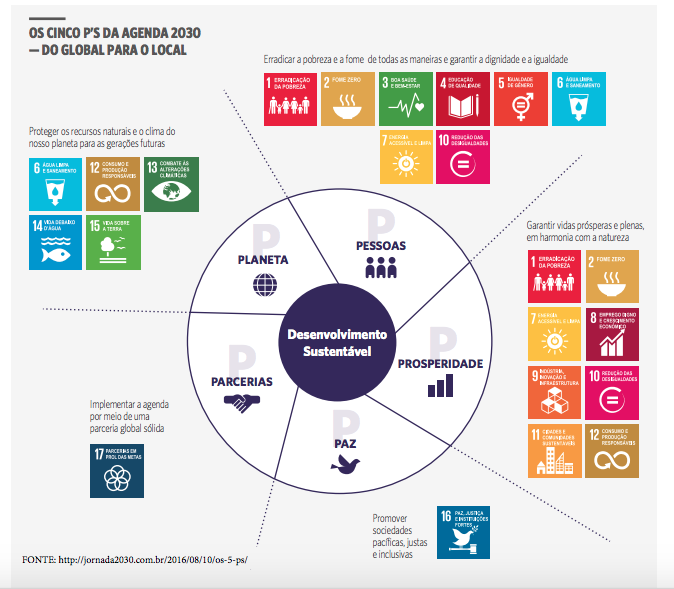 OS CINCO P'S DA AGENDA 2030
— DO GLOBAL PARA O LOCAL
Erradicar a pobreza e a fome de todas as maneiras e garantir a dignidade e a igualdade
1 ERRADICAÇÃO
DA POBREZA
2 FOME ZERO
3 BOA SAÚDE
E BEM-ESTAR
4 EDUCAÇÃO
DE QUALIDADE
5 IGUALDADE
DE GÊNERO
6 ÁGUA LIMPA
E SANEAMENTO
7 ENERGIA
ACESSÍVEL E LIMPA
10 REDUÇÃO DAS
DESIGUALDADES
Proteger os recursos naturais e o clima do
nosso planeta para as gerações futuras
6 ÁGUA LIMPA
E SANEAMENTO
12 CONSUMO E
PRODUÇÃO
RESPONSÁVEIS
13 COMBATE ÀS
ALTERAÇÕES
CLIMÁTICAS
14 VIDA DEBAIXO
D'ÁGUA
15 VIDA SOBRE
A TERRA
Garantir vidas prósperas e plenas,
em harmonia com a natureza
1 ERRADICAÇÃO
DA POBREZA
2 FOME ZERO
7 ENERGIA
ACESSÍVEL E LIMPA
8 EMPREGO DIGNO
E CRESCIMENTO
ECONÔMICO
9 INDÚSTRIA,
INOVAÇÃO E
INFRAESTRUTURA
10 REDUÇÃO DAS
DESIGUALDADES
11 CIDADES E
COMUNIDADES
SUSTENTÁVEIS
12 CONSUMO E
PRODUÇÃO
RESPONSÁVEIS
P
PLANETA
P
PESSOAS
Desenvolvimento
Sustentável
P
PROSPERIDADE
P
PARCERIAS
P
PAZ
Implementar a agenda
por meio de uma
parceria global sólida
17 PARCERIAS EM
PROL DAS METAS
Promover
sociedades
pacíficas, justas
e inclusivas
16 PAZ, JUSTIÇA
E INSTITUIÇÕES
FORTES
FONTE: http://jornada2030.com.br/2016/08/10/os-5-ps/